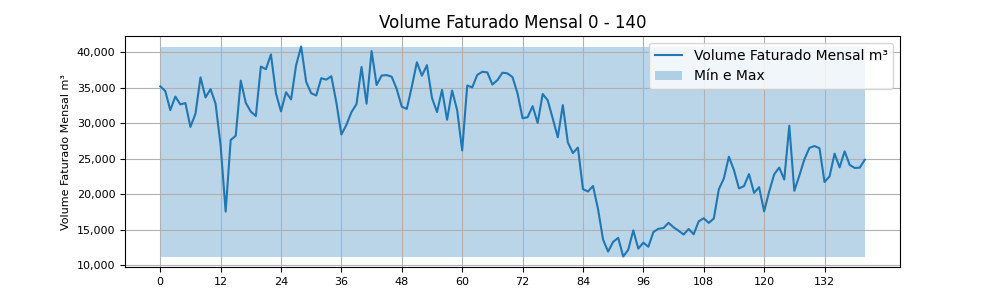 Volume Faturado Mensal 0 - 140
Volume Faturado Mensal m³
40,000
35,000
30,000
25,000
20,000
15,000
10,000
Volume Faturado Mensal m³
Mín e Max
0 12 24 36 48 60 72 84 96 108 120 132